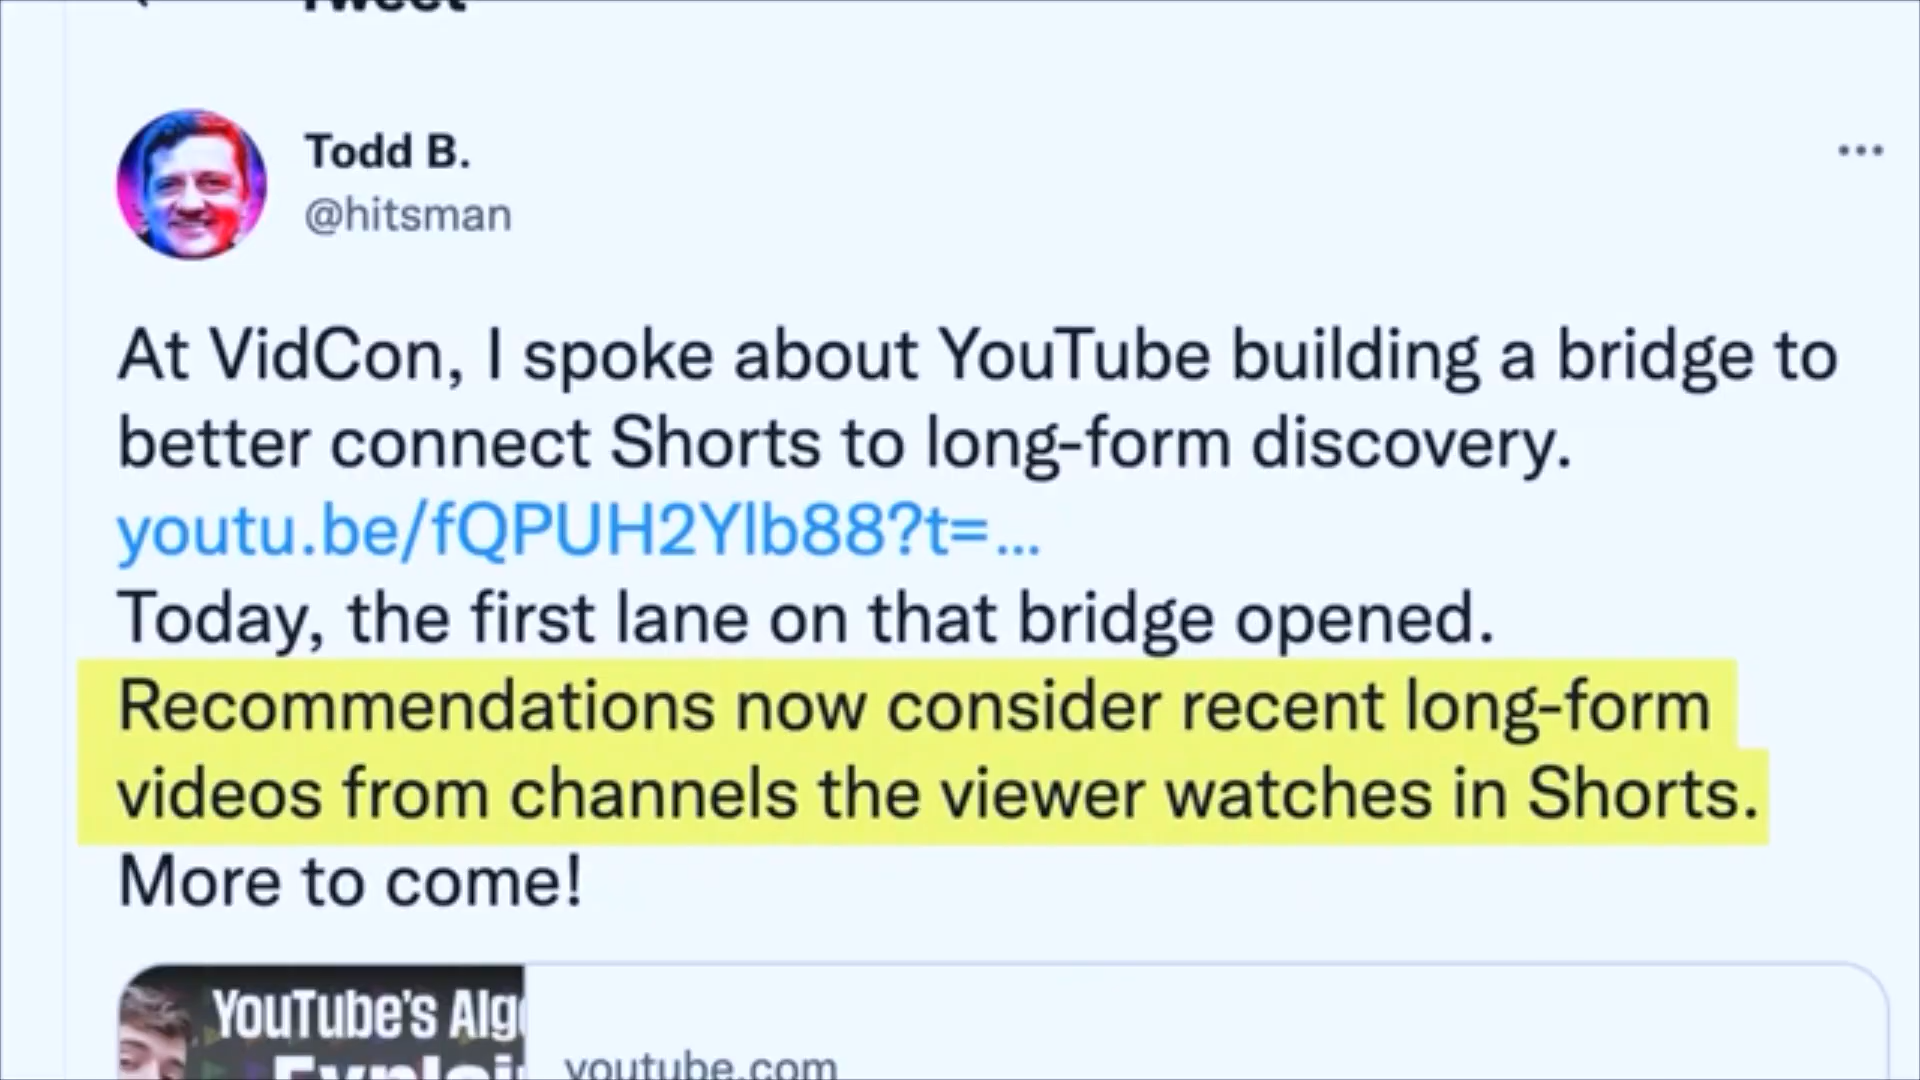 Tweet
Todd B.
@hitsman
At VidCon, I spoke about YouTube building a bridge to
better connect Shorts to long-form discovery.
youtu.be/fQPUH2Ylb88?t=...
Today, the first lane on that bridge opened.
Recommendations now consider recent long-form
videos from channels the viewer watches in Shorts.
More to come!
YouTube's Alg
youtube.com